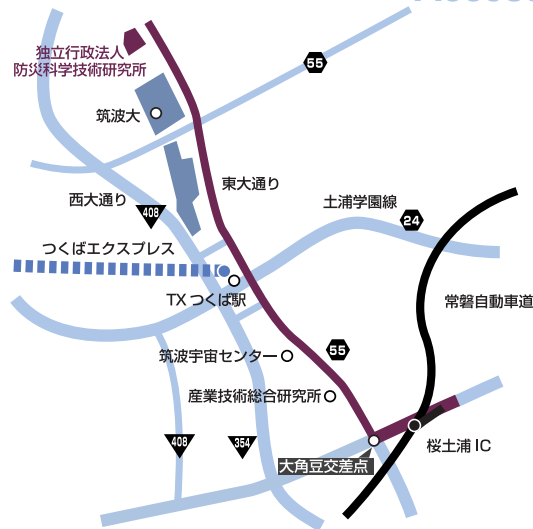 独立行政法人
防災科学技術研究所
55
筑波大
東大通り
西大通り
408
土浦学園線
24
つくばエクスプレス
TX つくば駅
常磐自動車道
筑波宇宙センター
55
産業技術総合研究所
408
354
大角豆交差点
桜土浦 IC